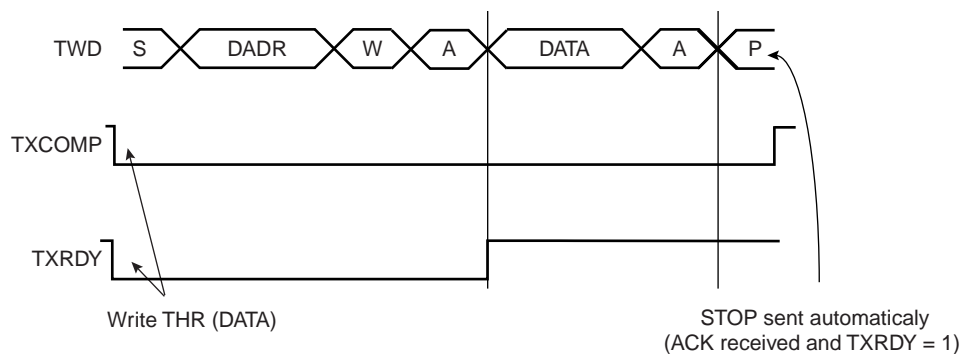 TWD S DADR W A DATA A P
TXCOMP
TXRDY
Write THR (DATA)
STOP sent automaticaly
(ACK received and TXRDY = 1)